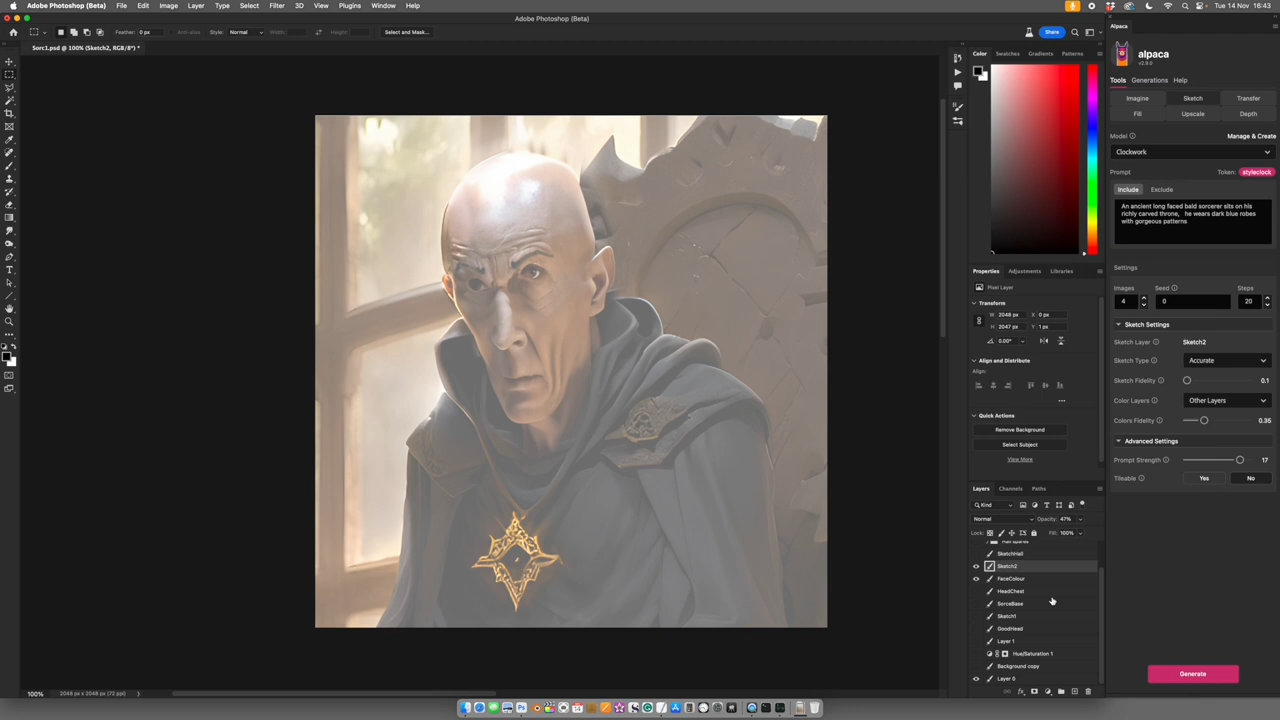 Adobe Photoshop (Beta) File Edit Image Layer Type Select Filter 3D View Plugins Window Help
Tue 14 Nov 16:43
Adobe Photoshop (Beta)
Feather: 0 px Anti-alias Style: Normal Width: Height: Select and Mask... Share
Sorc1.psd @ 100% (Sketch2, RGB/8*) *
Color Swatches Gradients Patterns
Properties Adjustments Libraries
Pixel Layer
Transform
W 2048 px X 0 px
H 2047 px Y 1 px
0.00°
Align and Distribute
Align:
Quick Actions
Remove Background
Select Subject
View More
Layers Channels Paths
Kind
Normal Opacity: 47%
Lock: Fill: 100%
SketchHall
Sketch2
FaceColour
HeadChest
SorceBase
Sketch1
GoodHead
Layer 1
Hue/Saturation 1
Background copy
Layer 0
100% 2048 px x 2048 px (72 ppi)
Alpaca
alpaca
v2.9.0
Tools Generations Help
Imagine Sketch Transfer
Fill Upscale Depth
Model Manage & Create
Clockwork
Prompt Token: styleclock
Include Exclude
An ancient long faced bald sorcerer sits on his
richly carved throne, he wears dark blue robes
with gorgeous patterns
Settings
Images Seed Steps
4 0 20
Sketch Settings
Sketch Layer Sketch2
Sketch Type Accurate
Sketch Fidelity 0.1
Color Layers Other Layers
Colors Fidelity 0.35
Advanced Settings
Prompt Strength 17
Tileable Yes No
Generate